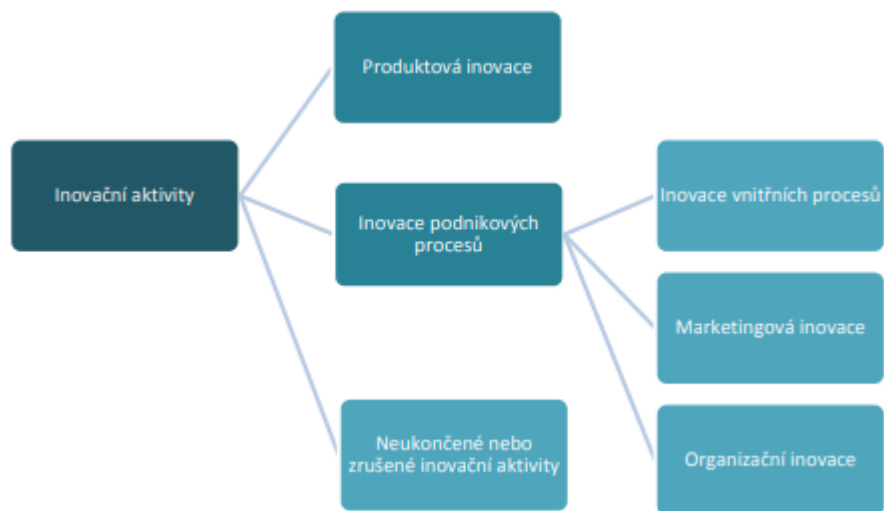 Produktová inovace
Inovační aktivity
Inovace podnikových
procesů
Inovace vnitřních procesů
Marketingová inovace
Neukončené nebo
zrušené inovační aktivity
Organizační inovace